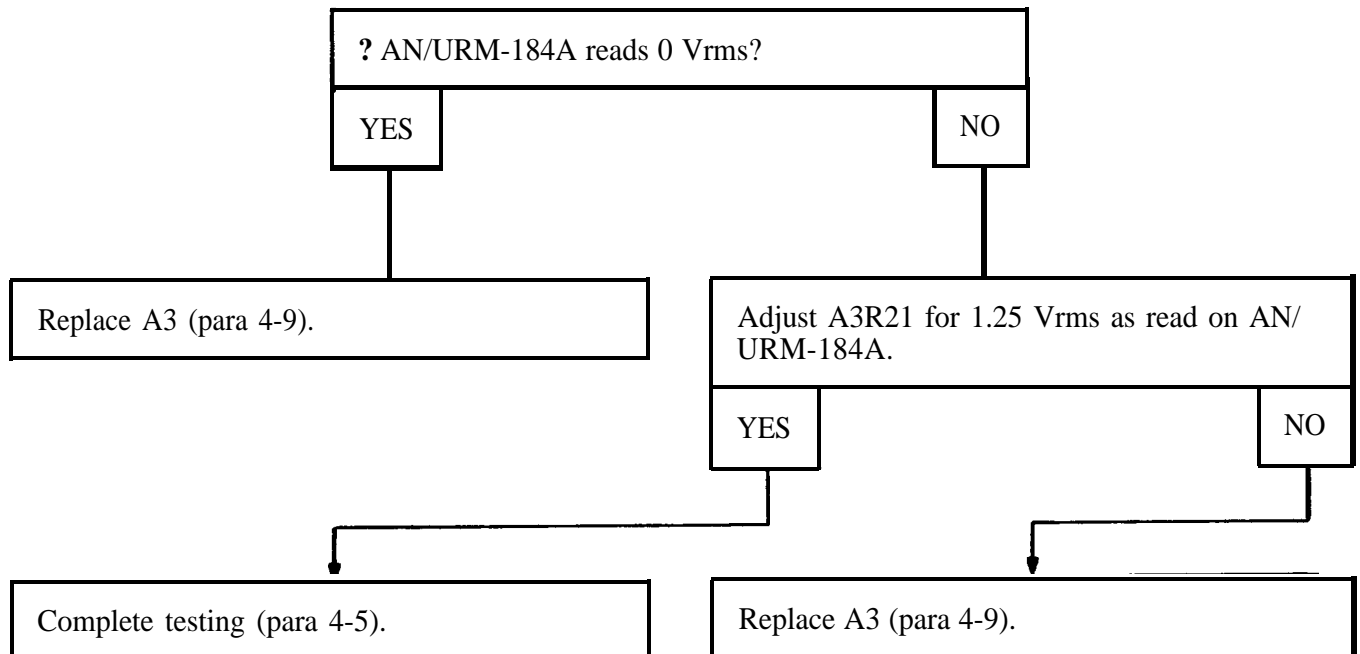 ? AN/URM-184A reads 0 Vrms?
YES
NO
Replace A3 (para 4-9).
Adjust A3R21 for 1.25 Vrms as read on AN/
URM-184A.
YES
NO
Complete testing (para 4-5).
Replace A3 (para 4-9).